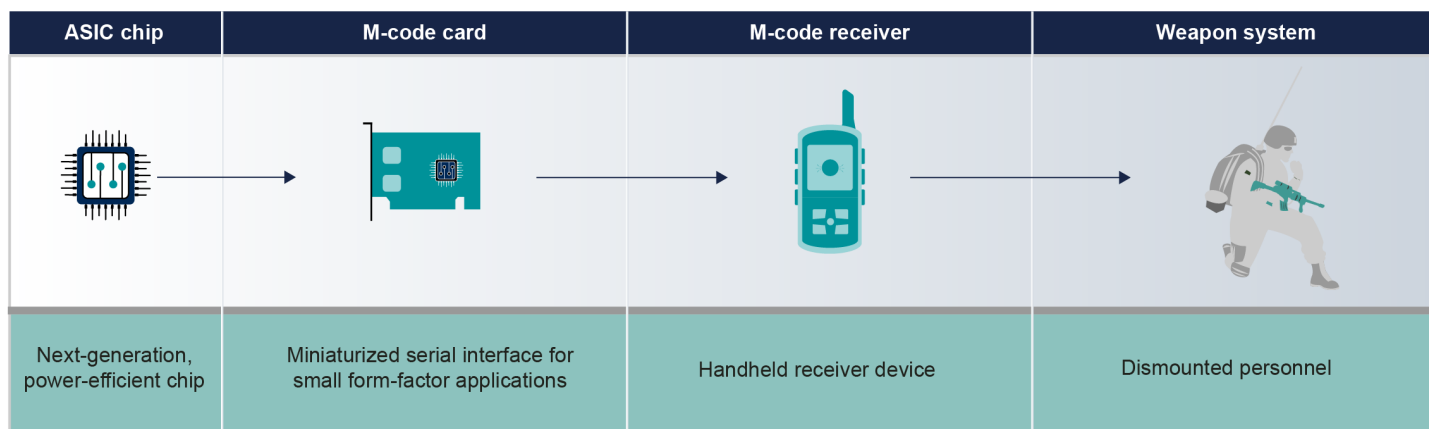 ASIC chip
M-code card
M-code receiver
Weapon system
Next-generation,
power-efficient chip
Miniaturized serial interface for
small form-factor applications
Handheld receiver device
Dismounted personnel